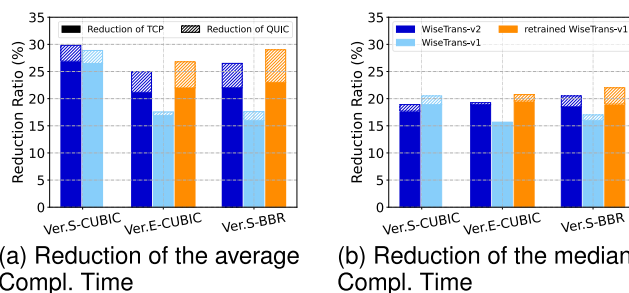 Reduction Ratio (%)
35
30
25
20
15
10
5
0
Reduction of TCP
Reduction of QUIC
Ver.S-CUBIC
Ver.E-CUBIC
Ver.S-BBR
(a) Reduction of the average
Compl. Time
Reduction Ratio (%)
35
30
25
20
15
10
5
0
WiseTrans-v2
retrained WiseTrans-v1
WiseTrans-v1
Ver.S-CUBIC
Ver.E-CUBIC
Ver.S-BBR
(b) Reduction of the median
Compl. Time